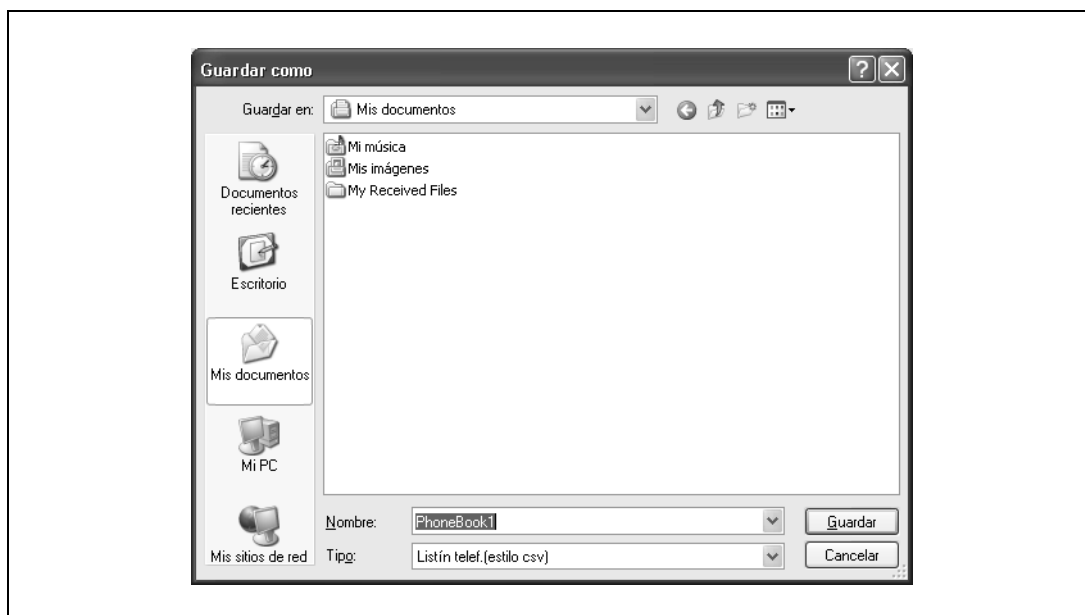 Guardar como
Guardar en:
Mis documentos
Mi música
Mis imágenes
My Received Files
Documentos
recientes
Escritorio
Mis documentos
Mi PC
Mis sitios de red
Nombre:
PhoneBook1
Guardar
Tipo:
Listín telef.(estilo csv)
Cancelar